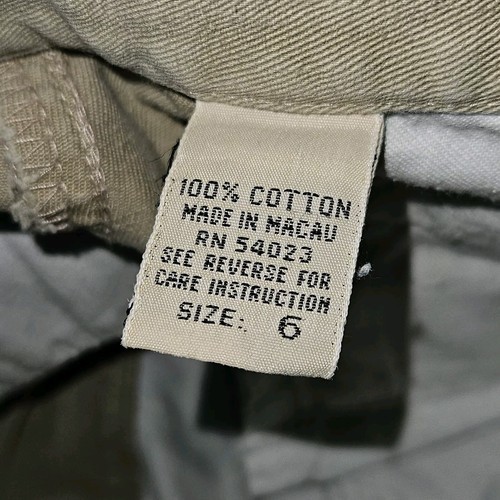 100% COTTON
MADE IN MACAU
RN 54023
SEE REVERSE FOR
CARE INSTRUCTION
SIZE: 6